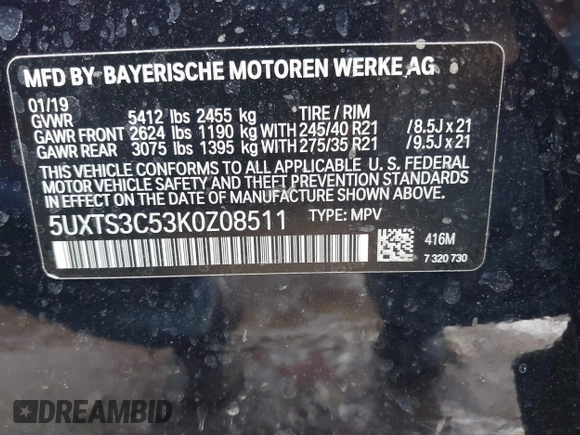 MFD BY BAYERISCHE MOTOREN WERKE AG
01/19
GVWR 5412 lbs 2455 kg TIRE / RIM
GAWR FRONT 2624 lbs 1190 kg WITH 245/40 R21 /8.5J x 21
GAWR REAR 3075 lbs 1395 kg WITH 275/35 R21 /9.5J x 21
THIS VEHICLE CONFORMS TO ALL APPLICABLE U. S. FEDERAL
MOTOR VEHICLE SAFETY, BUMPER, AND THEFT PREVENTION
STANDARDS IN EFFECT ON THE DATE OF MANUFACTURE SHOWN ABOVE.
5UXTS3C53K0Z08511 TYPE: MPV
416M
7 320 730
DREAMBID